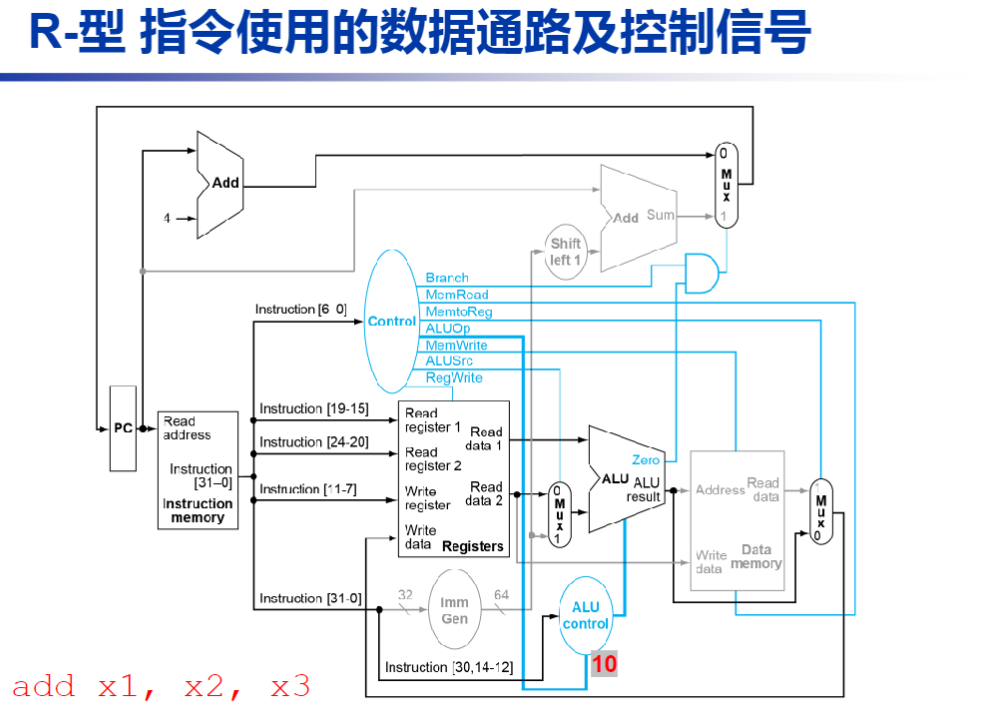 R-型 指令使用的数据通路及控制信号
Add
4
Add Sum
Shift
left 1
0
M
u
x
1
Branch
MemRead
MemtoReg
ALUOp
MemWrite
ALUSrc
RegWrite
Control
Instruction [6-0]
PC
Read
address
Instruction
[31–0]
Instruction
memory
Instruction [19-15]
Instruction [24-20]
Instruction [11-7]
Instruction [31-0]
Read
register 1
Read
register 2
Write
register
Write
data
Read
data 1
Read
data 2
Registers
0
M
u
x
1
Zero
ALU
ALU
result
Address
Read
data
Write
data
Data
memory
1
M
u
x
0
32
Imm
Gen
64
ALU
control
Instruction [30,14-12]
10
add x1, x2, x3